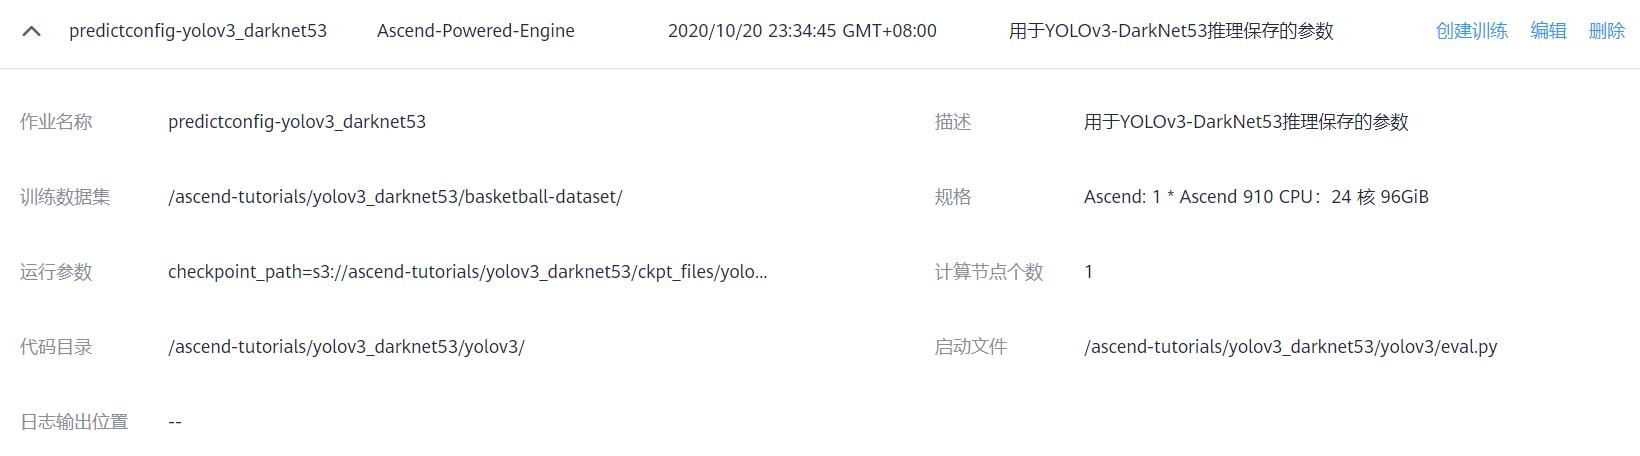 predictconfig-yolov3_darknet53 Ascend-Powered-Engine 2020/10/20 23:34:45 GMT+08:00 用于YOLOv3-DarkNet53推理保存的参数 创建训练 编辑 删除
作业名称 predictconfig-yolov3_darknet53 描述 用于YOLOv3-DarkNet53推理保存的参数
训练数据集 /ascend-tutorials/yolov3_darknet53/basketball-dataset/ 规格 Ascend: 1 * Ascend 910 CPU：24 核 96GiB
运行参数 checkpoint_path=s3://ascend-tutorials/yolov3_darknet53/ckpt_files/yolo... 计算节点个数 1
代码目录 /ascend-tutorials/yolov3_darknet53/yolov3/ 启动文件 /ascend-tutorials/yolov3_darknet53/yolov3/eval.py
日志输出位置 --